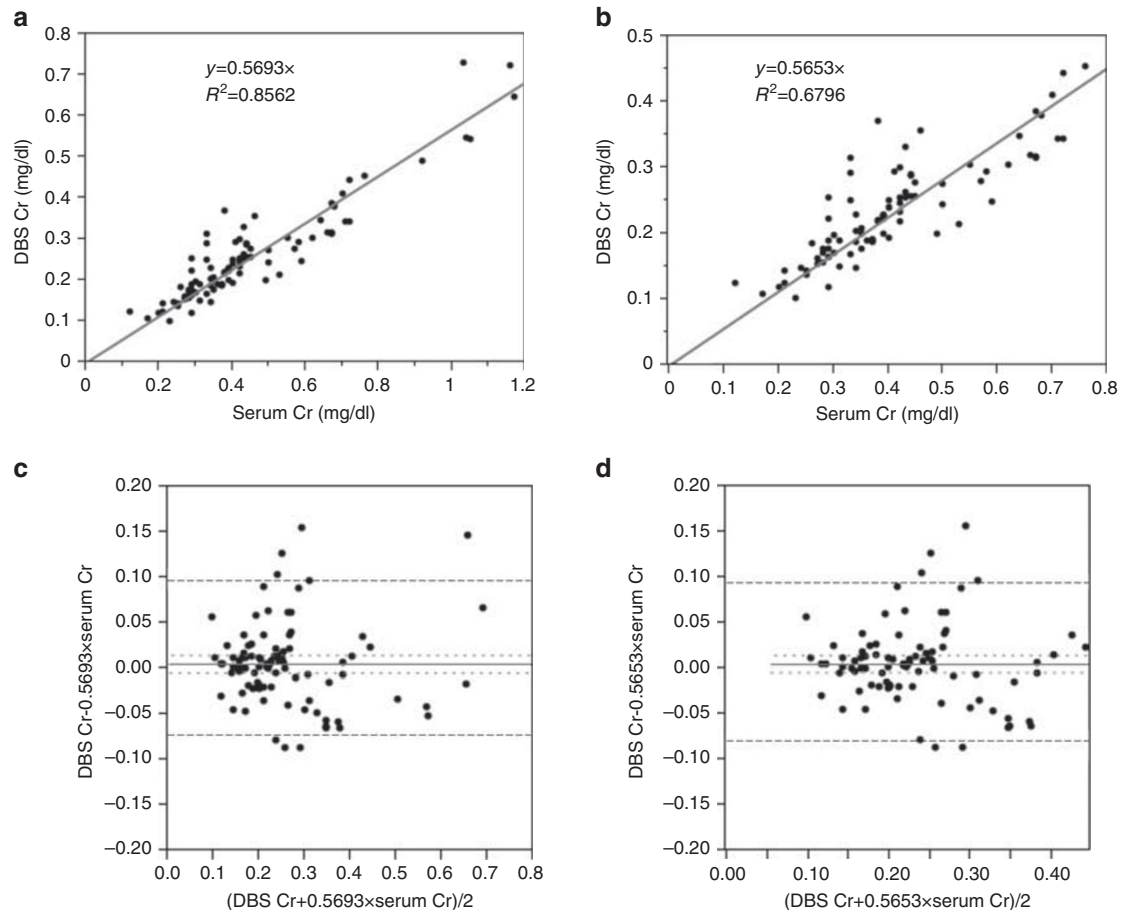 a
0.8
0.7
0.6
0.5
0.4
0.3
0.2
0.1
0
DBS Cr (mg/dl)
y=0.5693×
R²=0.8562
0 0.2 0.4 0.6 0.8 1 1.2
Serum Cr (mg/dl)
b
0.5
0.4
0.3
0.2
0.1
0
DBS Cr (mg/dl)
y=0.5653×
R²=0.6796
0 0.1 0.2 0.3 0.4 0.5 0.6 0.7 0.8
Serum Cr (mg/dl)
c
0.20
0.15
0.10
0.05
0.00
–0.05
–0.10
–0.15
–0.20
DBS Cr-0.5693×serum Cr
0.0 0.1 0.2 0.3 0.4 0.5 0.6 0.7 0.8
(DBS Cr+0.5693×serum Cr)/2
d
0.20
0.15
0.10
0.05
0.00
–0.05
–0.10
–0.15
–0.20
DBS Cr-0.5653×serum Cr
0.00 0.10 0.20 0.30 0.40
(DBS Cr+0.5653×serum Cr)/2